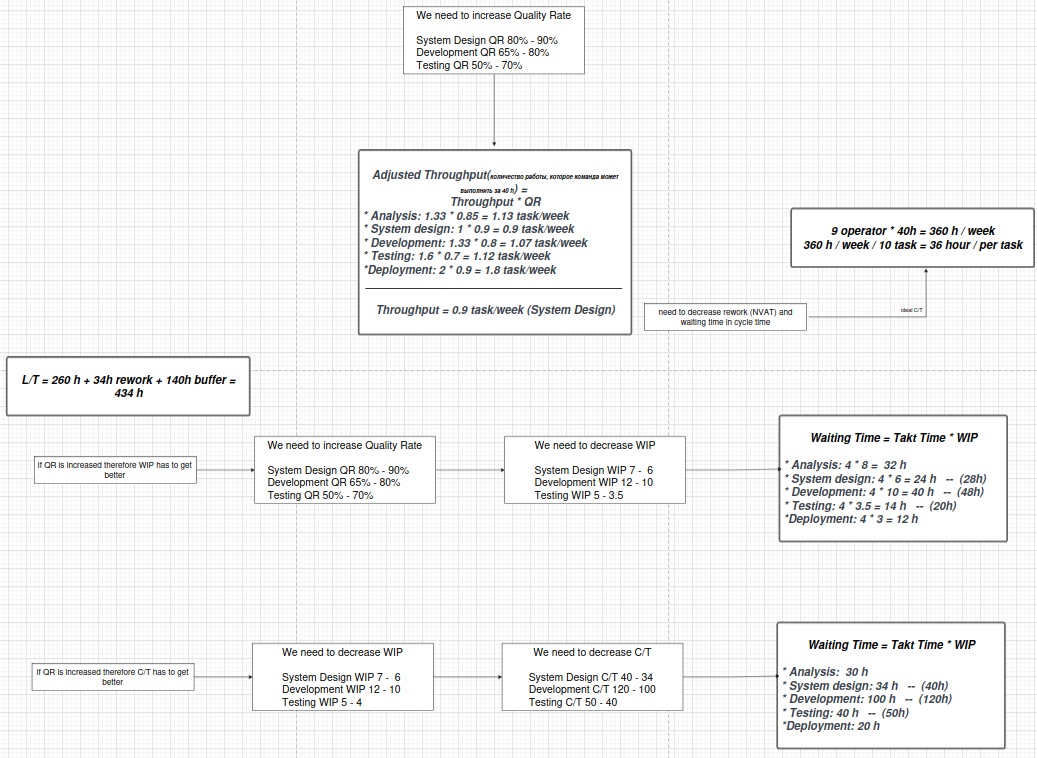 We need to increase Quality Rate
System Design QR 80% - 90%
Development QR 65% - 80%
Testing QR 50% - 70%
Adjusted Throughput(количество работы, которое команда может
выполнить за 40 h) =
Throughput * QR
* Analysis: 1.33 * 0.85 = 1.13 task/week
* System design: 1 * 0.9 = 0.9 task/week
* Development: 1.33 * 0.8 = 1.07 task/week
* Testing: 1.6 * 0.7 = 1.12 task/week
*Deployment: 2 * 0.9 = 1.8 task/week
Throughput = 0.9 task/week (System Design)
9 operator * 40h = 360 h / week
360 h / week / 10 task = 36 hour / per task
need to decrease rework (NVAT) and
waiting time in cycle time
ideal C/T
L/T = 260 h + 34h rework + 140h buffer =
434 h
if QR is increased therefore WIP has to get
better
We need to increase Quality Rate
System Design QR 80% - 90%
Development QR 65% - 80%
Testing QR 50% - 70%
We need to decrease WIP
System Design WIP 7 - 6
Development WIP 12 - 10
Testing WIP 5 - 3.5
Waiting Time = Takt Time * WIP
* Analysis: 4 * 8 = 32 h
* System design: 4 * 6 = 24 h -- (28h)
* Development: 4 * 10 = 40 h -- (48h)
* Testing: 4 * 3.5 = 14 h -- (20h)
*Deployment: 4 * 3 = 12 h
if QR is increased therefore C/T has to get
better
We need to decrease WIP
System Design WIP 7 - 6
Development WIP 12 - 10
Testing WIP 5 - 4
We need to decrease C/T
System Design C/T 40 - 34
Development C/T 120 - 100
Testing C/T 50 - 40
Waiting Time = Takt Time * WIP
* Analysis: 30 h
* System design: 34 h -- (40h)
* Development: 100 h -- (120h)
* Testing: 40 h -- (50h)
*Deployment: 20 h